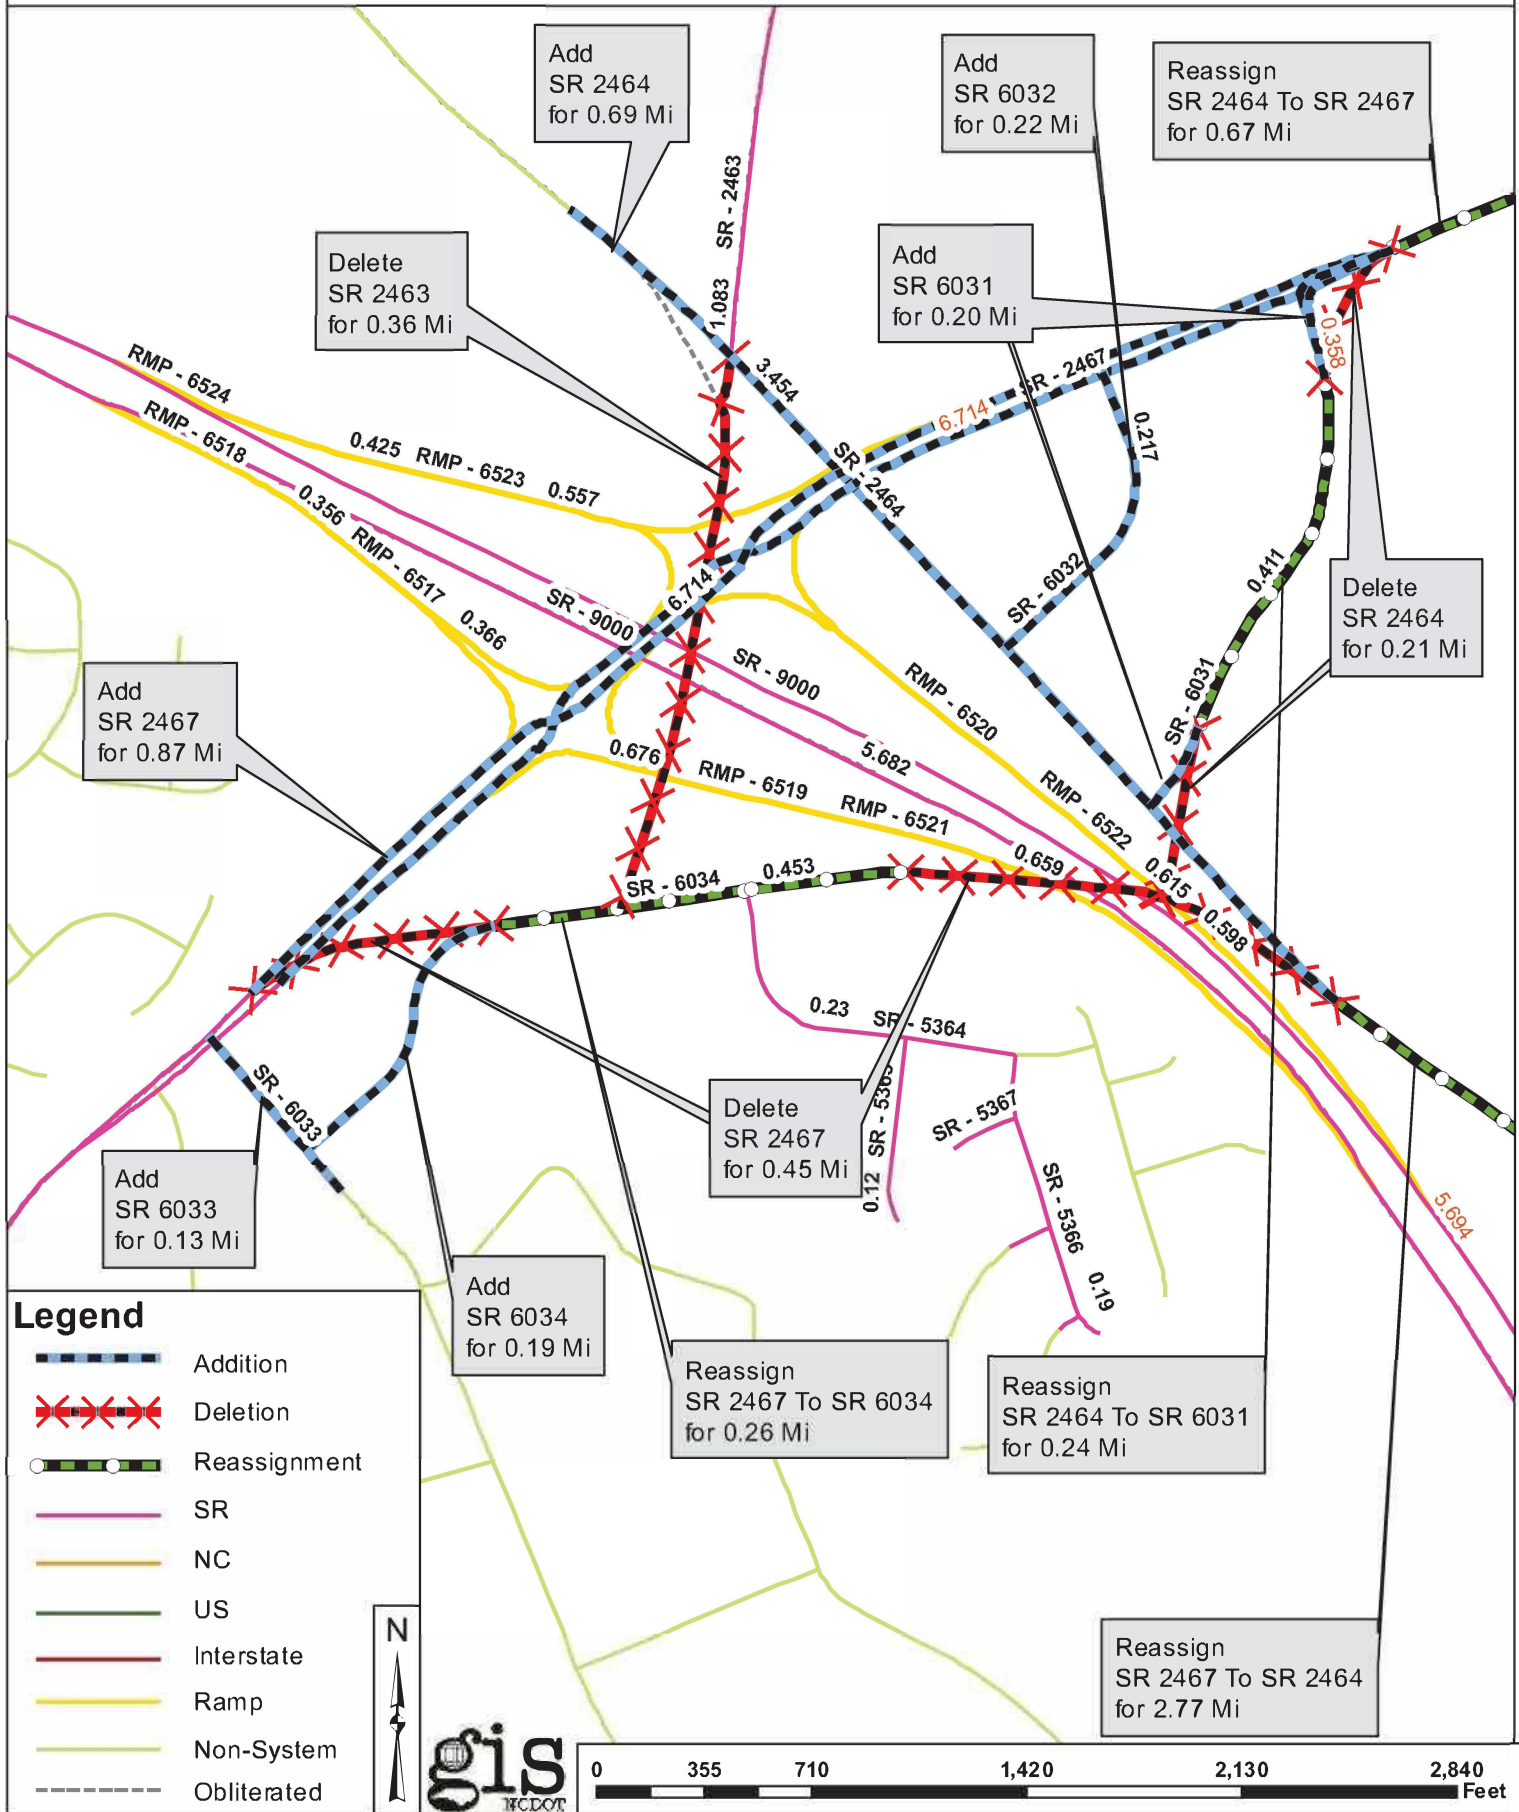 Add
SR 2464
for 0.69 Mi
Add
SR 6032
for 0.22 Mi
Reassign
SR 2464 To SR 2467
for 0.67 Mi
Delete
SR 2463
for 0.36 Mi
Add
SR 6031
for 0.20 Mi
SR - 2463
1.083
3.454
SR - 2467
6.714
0.358
RMP - 6524
RMP - 6518
0.425
RMP - 6523
0.557
0.356
RMP - 6517
0.366
SR - 2464
0.217
SR - 6032
0.411
SR - 6031
6.714
SR - 9000
SR - 9000
5.682
RMP - 6520
RMP - 6522
Delete
SR 2464
for 0.21 Mi
Add
SR 2467
for 0.87 Mi
0.676
RMP - 6519
RMP - 6521
0.659
0.615
0.598
SR - 6034
0.453
0.23
SR - 5364
0.12
SR - 5367
SR - 5366
0.19
5.694
SR - 6033
Delete
SR 2467
for 0.45 Mi
Add
SR 6033
for 0.13 Mi
Add
SR 6034
for 0.19 Mi
Reassign
SR 2467 To SR 6034
for 0.26 Mi
Reassign
SR 2464 To SR 6031
for 0.24 Mi
Reassign
SR 2467 To SR 2464
for 2.77 Mi
Legend
Addition
Deletion
Reassignment
SR
NC
US
Interstate
Ramp
Non-System
Obliterated
N
gis
NCDOT
0 355 710 1,420 2,130 2,840
Feet